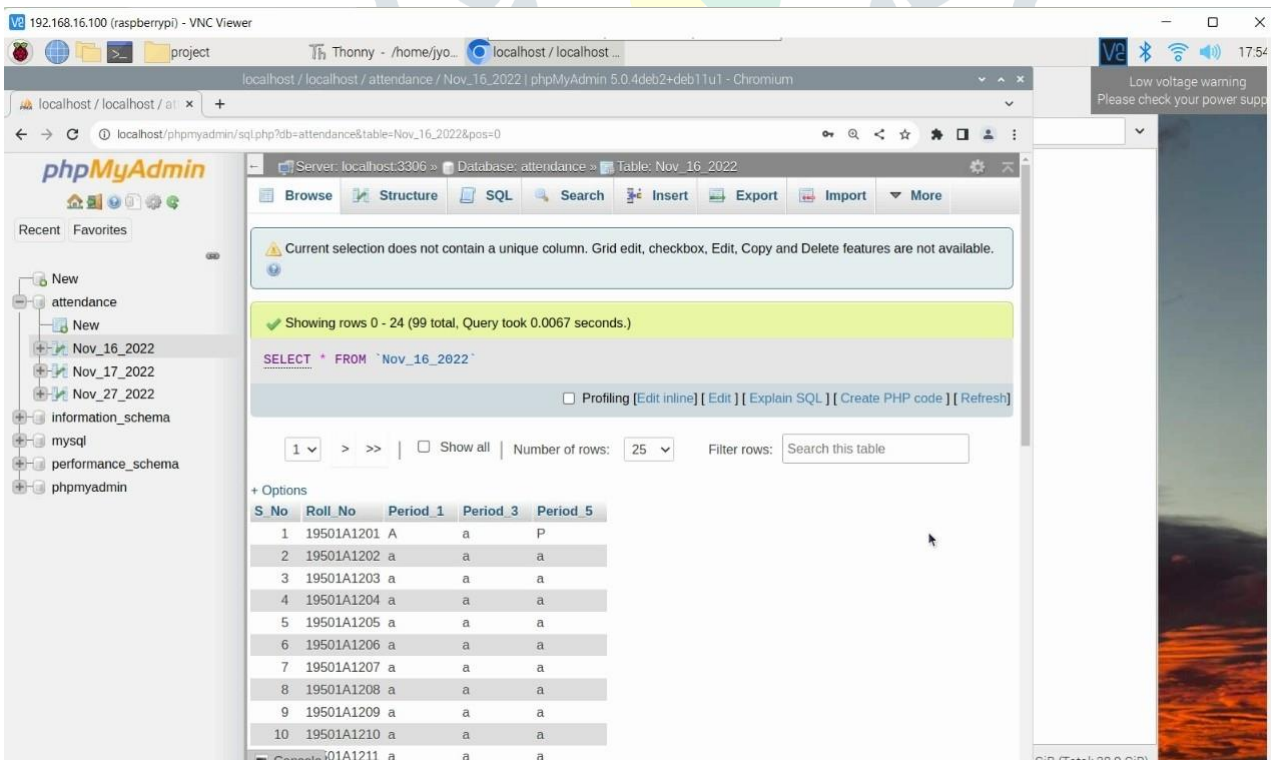 192.168.16.100 (raspberrypi) - VNC Viewer
project
Thonny - /home/jyo...
localhost / localhost ...
17:54
localhost / localhost / attendance / Nov_16_2022 | phpMyAdmin 5.0.4deb2+deb11u1 - Chromium
Low voltage warning
Please check your power supp
localhost / localhost / at
localhost/phpmyadmin/sql.php?db=attendance&table=Nov_16_2022&pos=0
phpMyAdmin
Recent Favorites
New
attendance
New
Nov_16_2022
Nov_17_2022
Nov_27_2022
information_schema
mysql
performance_schema
phpmyadmin
Server: localhost:3306 » Database: attendance » Table: Nov_16_2022
Browse Structure SQL Search Insert Export Import More
Current selection does not contain a unique column. Grid edit, checkbox, Edit, Copy and Delete features are not available.
Showing rows 0 - 24 (99 total, Query took 0.0067 seconds.)
SELECT * FROM `Nov_16_2022`
Profiling [Edit inline] [ Edit ] [ Explain SQL ] [ Create PHP code ] [ Refresh]
1 > >> | Show all | Number of rows: 25 Filter rows: Search this table
+ Options
S_No Roll_No Period_1 Period_3 Period_5
1 19501A1201 A a P
2 19501A1202 a a a
3 19501A1203 a a a
4 19501A1204 a a a
5 19501A1205 a a a
6 19501A1206 a a a
7 19501A1207 a a a
8 19501A1208 a a a
9 19501A1209 a a a
10 19501A1210 a a a
01A1211 a a a